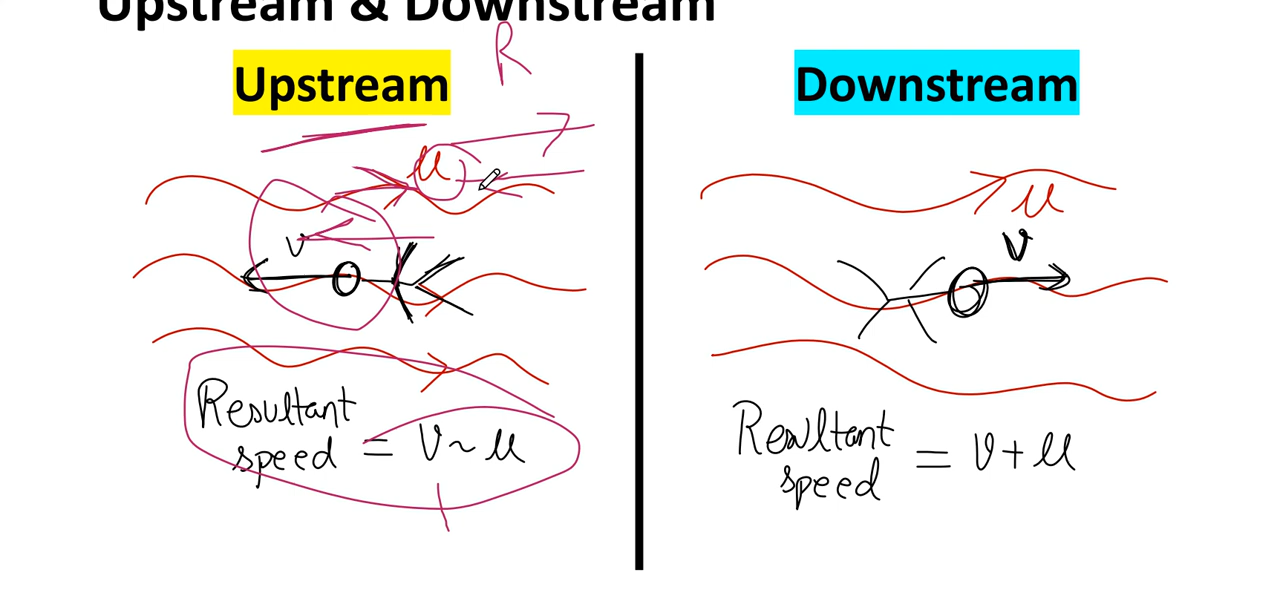 Upstream & Downstream
R
Upstream
Downstream
u
u
v
v
Resultant
speed = v ~ u
Resultant
speed = v + u